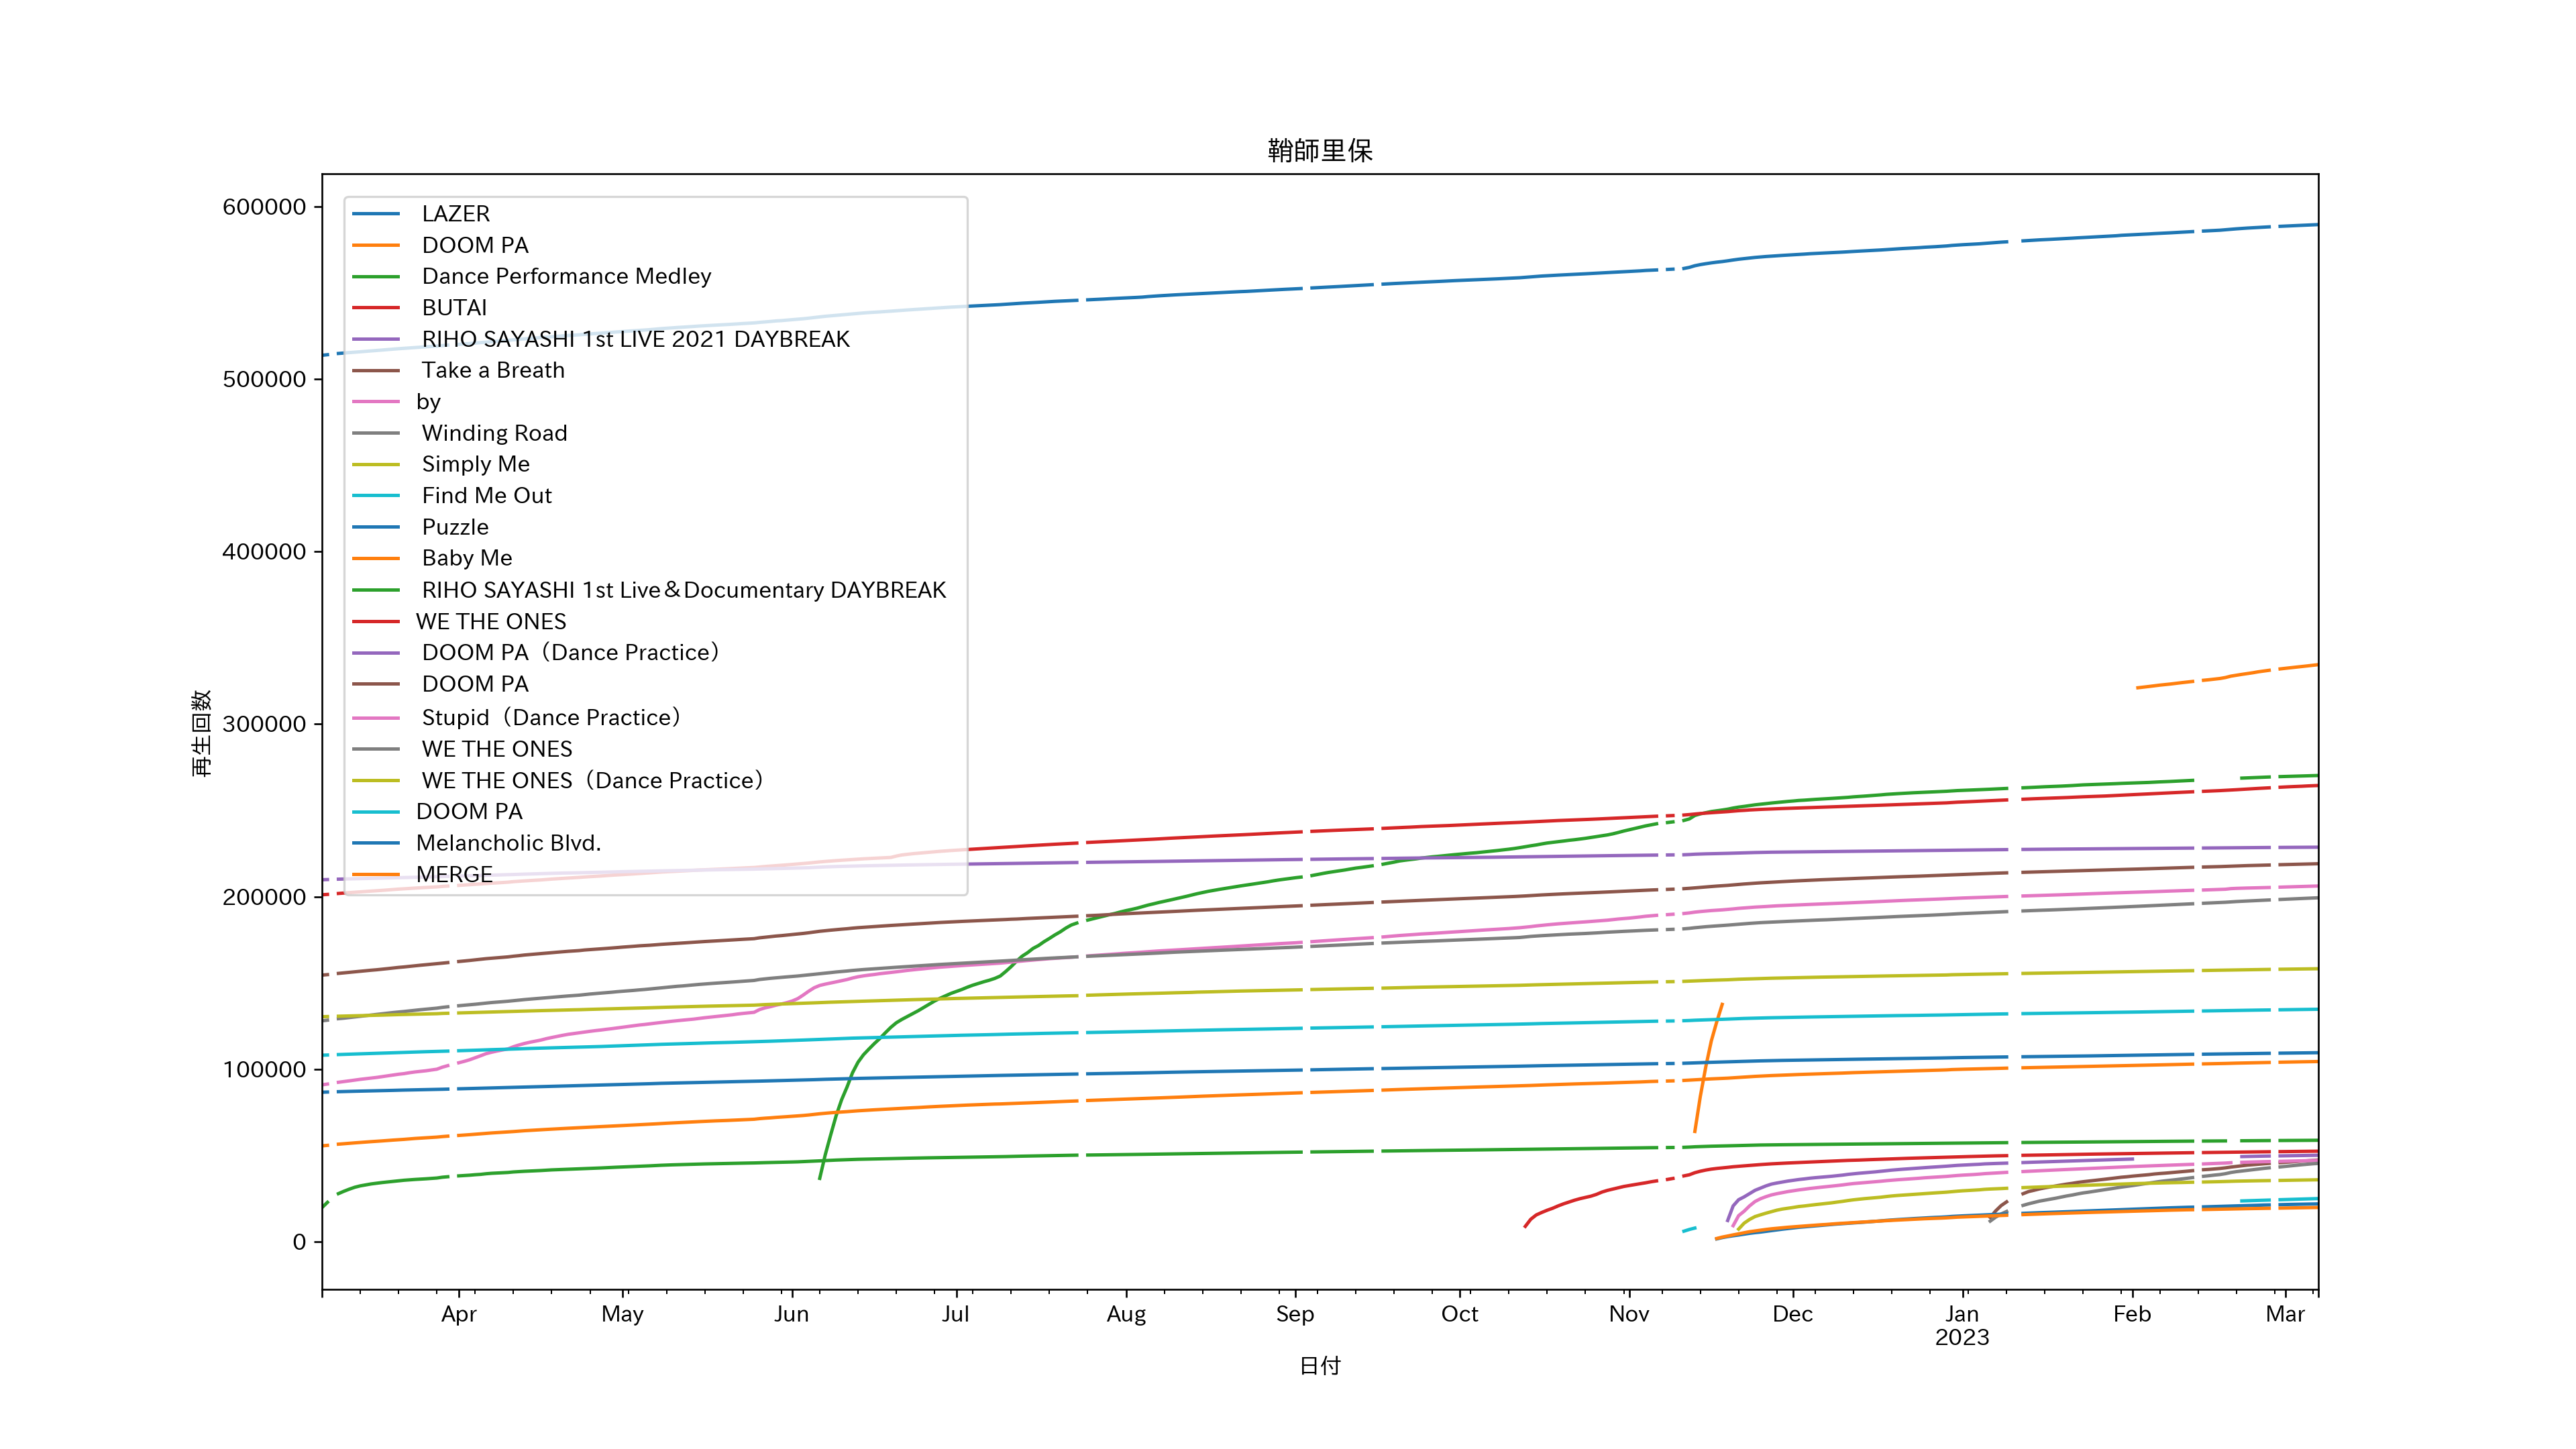 鞘師里保
600000
500000
400000
300000
200000
100000
0
再生回数
LAZER
DOOM PA
Dance Performance Medley
BUTAI
RIHO SAYASHI 1st LIVE 2021 DAYBREAK
Take a Breath
by
Winding Road
Simply Me
Find Me Out
Puzzle
Baby Me
RIHO SAYASHI 1st Live＆Documentary DAYBREAK
WE THE ONES
DOOM PA（Dance Practice）
DOOM PA
Stupid（Dance Practice）
WE THE ONES
WE THE ONES（Dance Practice）
DOOM PA
Melancholic Blvd.
MERGE
Apr May Jun Jul Aug Sep Oct Nov Dec Jan Feb Mar
2023
日付